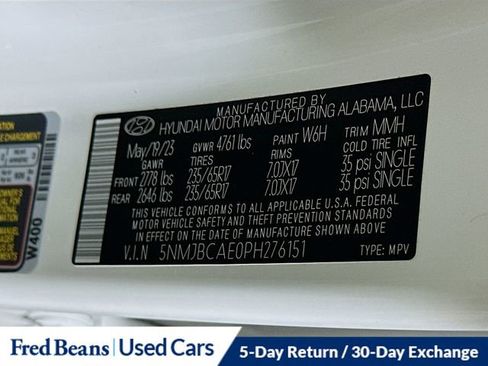 MANUFACTURED BY
HYUNDAI MOTOR MANUFACTURING ALABAMA, LLC
May/19/23 GVWR 4761 lbs PAINT W6H TRIM MMH
GAWR TIRES RIMS COLD TIRE INFL
FRONT 2778 lbs 235/65R17 7.0JX17 35 psi SINGLE
REAR 2646 lbs 235/65R17 7.0JX17 35 psi SINGLE
THIS VEHICLE CONFORMS TO ALL APPLICABLE U.S.A. FEDERAL
MOTOR VEHICLE SAFETY AND THEFT PREVENTION STANDARDS
IN EFFECT ON THE DATE OF MANUFACTURE SHOWN ABOVE.
V.I.N 5NMJBCAE0PH276151 TYPE: MPV
W400
Fred Beans Used Cars 5-Day Return / 30-Day Exchange